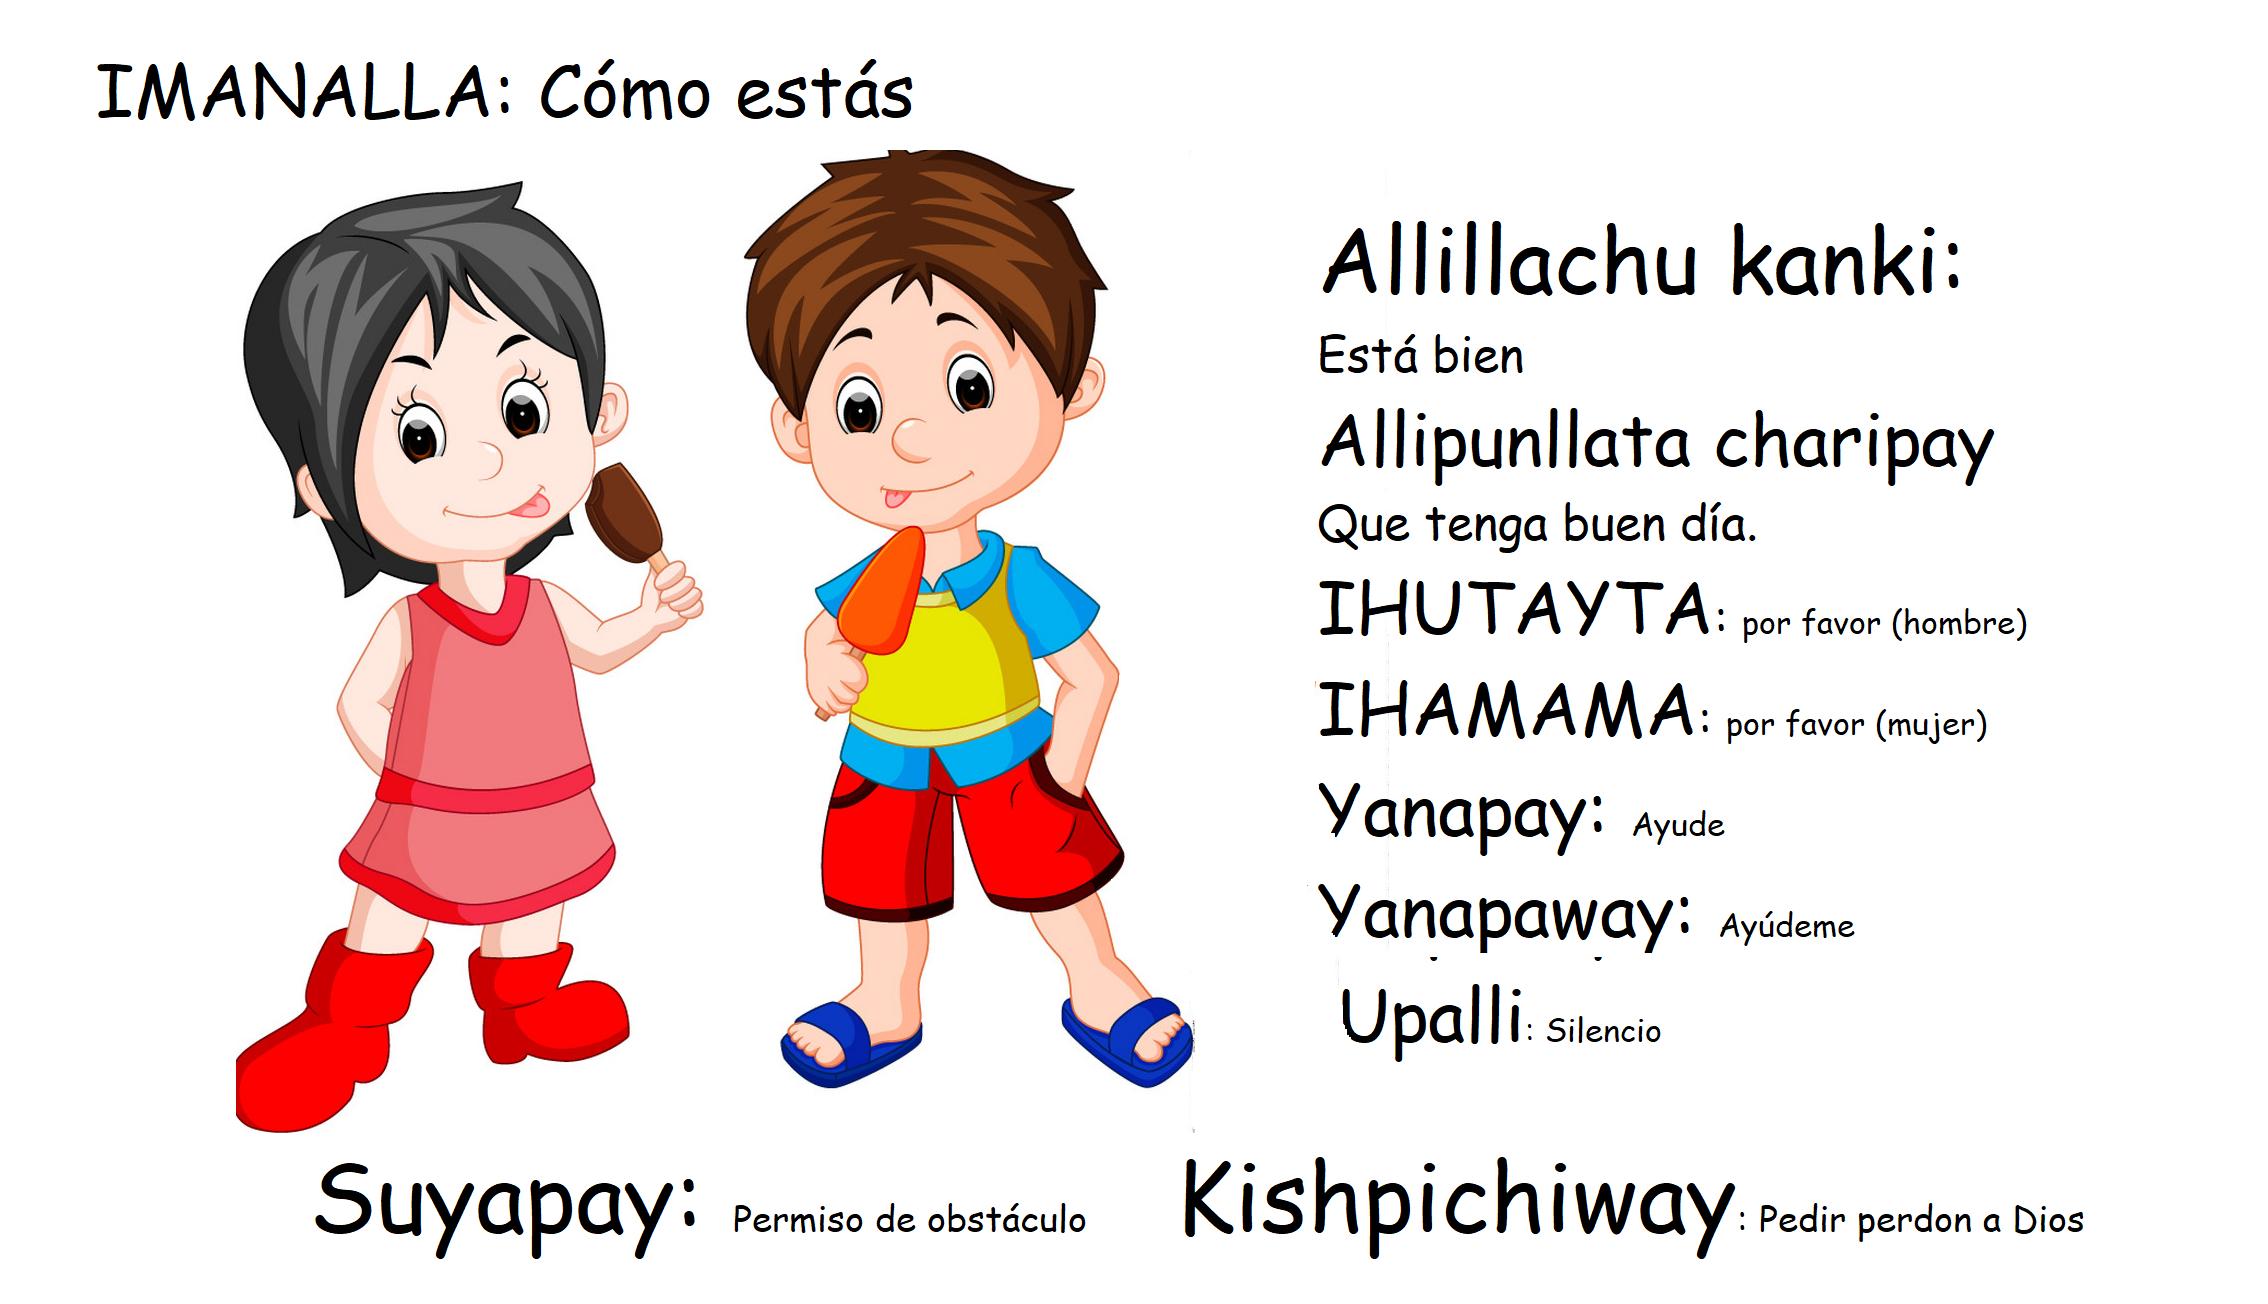 IMANALLA: Cómo estás
Allillachu kanki:
Está bien
Allipunllata charipay
Que tenga buen día.
IHUTAYTA: por favor (hombre)
IHAMAMA: por favor (mujer)
Yanapay: Ayude
Yanapaway: Ayúdeme
Upalli: Silencio
Suyapay: Permiso de obstáculo
Kishpichiway: Pedir perdon a Dios